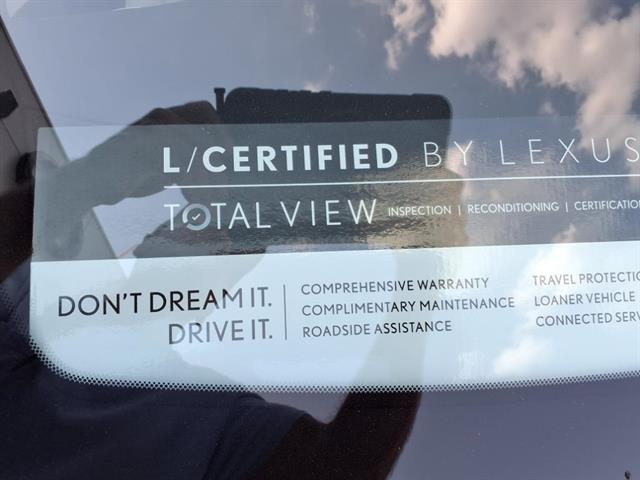 L/CERTIFIED BY LEXUS
TOTAL VIEW INSPECTION | RECONDITIONING | CERTIFICATION
DON'T DREAM IT.
DRIVE IT.
COMPREHENSIVE WARRANTY
COMPLIMENTARY MAINTENANCE
ROADSIDE ASSISTANCE
TRAVEL PROTECTIO
LOANER VEHICLE
CONNECTED SERV